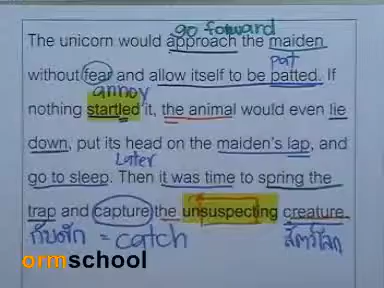 go forward
The unicorn would approach the maiden
pat
without fear and allow itself to be patted. If
annoy
nothing startled it, the animal would even lie
down, put its head on the maiden's lap, and
Later
go to sleep. Then it was time to spring the
trap and capture the unsuspecting creature.
กับดัก = catch สัตว์โลก
ormschool